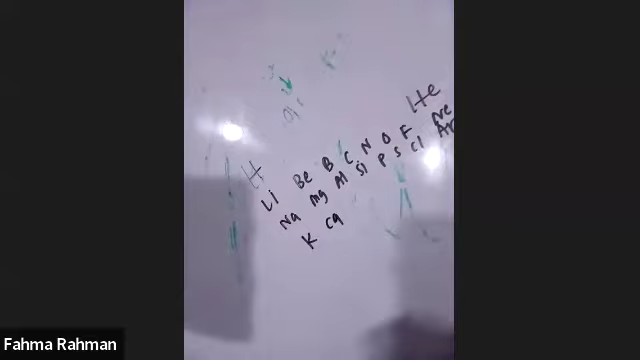 H He
Li Be B C N O F Ne
Na Mg Al Si P S Cl Ar
K Ca
Fahma Rahman